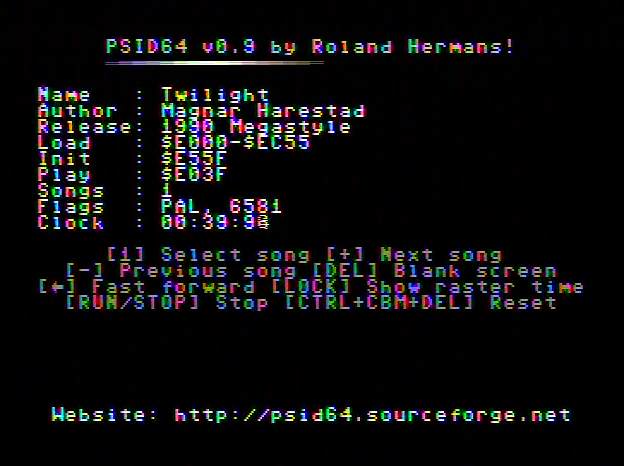 PSID64 v0.9 by Roland Hermans!
Name   : Twilight
Author : Magnar Harestad
Release: 1990 Megastyle
Load   : $E000-$EC55
Init   : $E55F
Play   : $E03F
Songs  : 1
Flags  : PAL, 6581
Clock  : 00:39:9
[1] Select song [+] Next song
[-] Previous song [DEL] Blank screen
[←] Fast forward [LOCK] Show raster time
[RUN/STOP] Stop [CTRL+CBM+DEL] Reset
Website: http://psid64.sourceforge.net